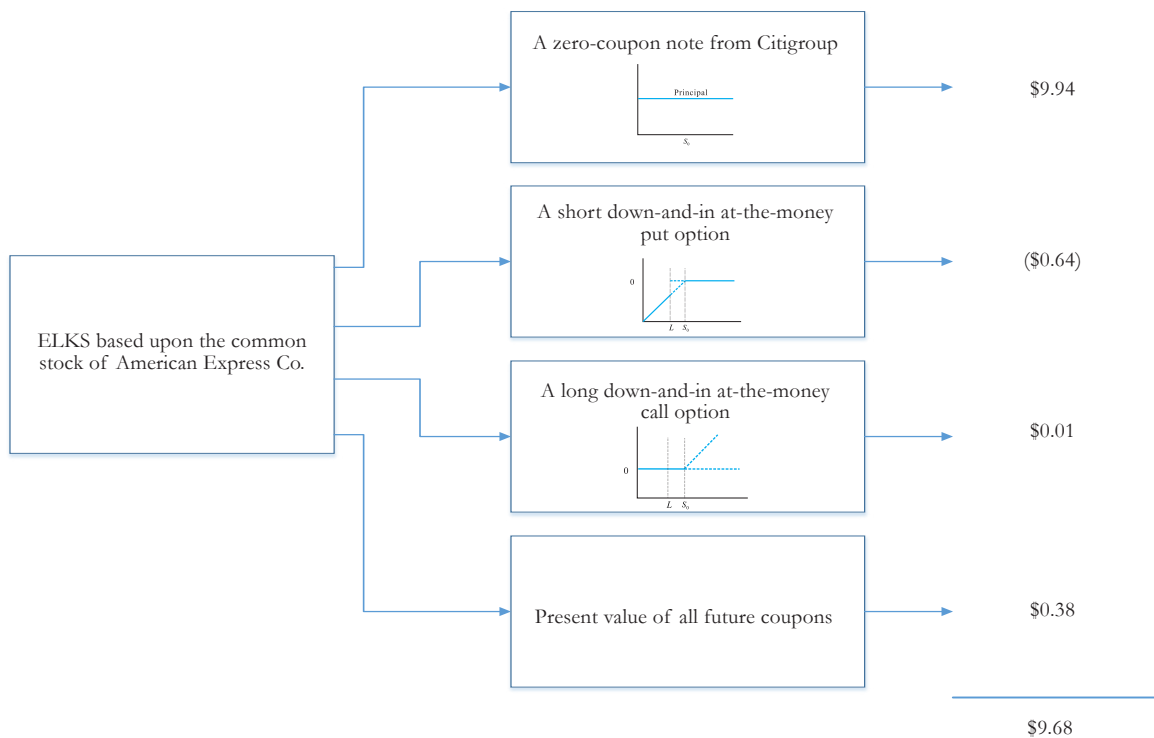 A zero-coupon note from Citigroup
Principal
S₀
$9.94
A short down-and-in at-the-money
put option
0
L S₀
($0.64)
ELKS based upon the common
stock of American Express Co.
A long down-and-in at-the-money
call option
0
L S₀
$0.01
Present value of all future coupons
$0.38
$9.68